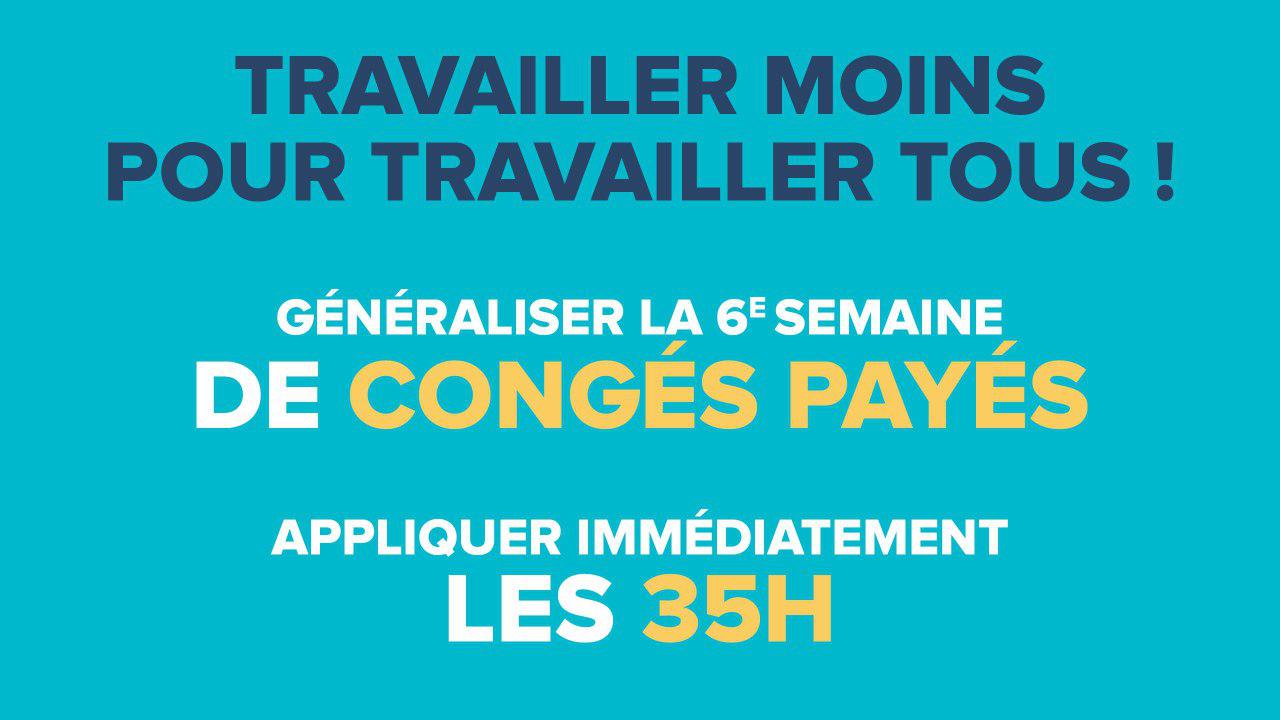 TRAVAILLER MOINS
POUR TRAVAILLER TOUS !
GÉNÉRALISER LA 6E SEMAINE
DE CONGÉS PAYÉS
APPLIQUER IMMÉDIATEMENT
LES 35H